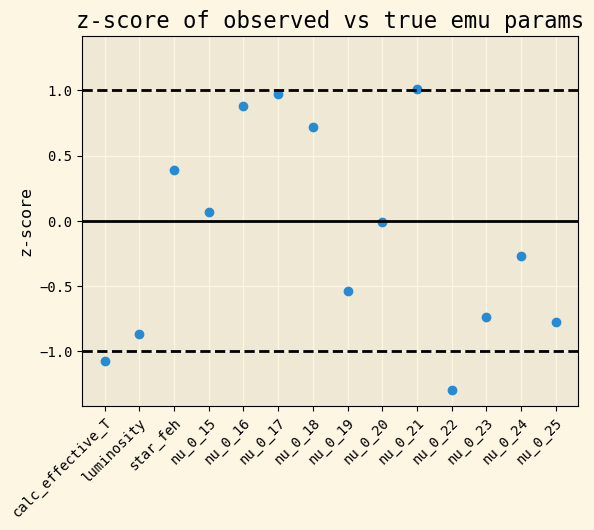 z-score of observed vs true emu params
z-score
1.0
0.5
0.0
−0.5
−1.0
calc_effective_T
luminosity
star_feh
nu_0_15
nu_0_16
nu_0_17
nu_0_18
nu_0_19
nu_0_20
nu_0_21
nu_0_22
nu_0_23
nu_0_24
nu_0_25